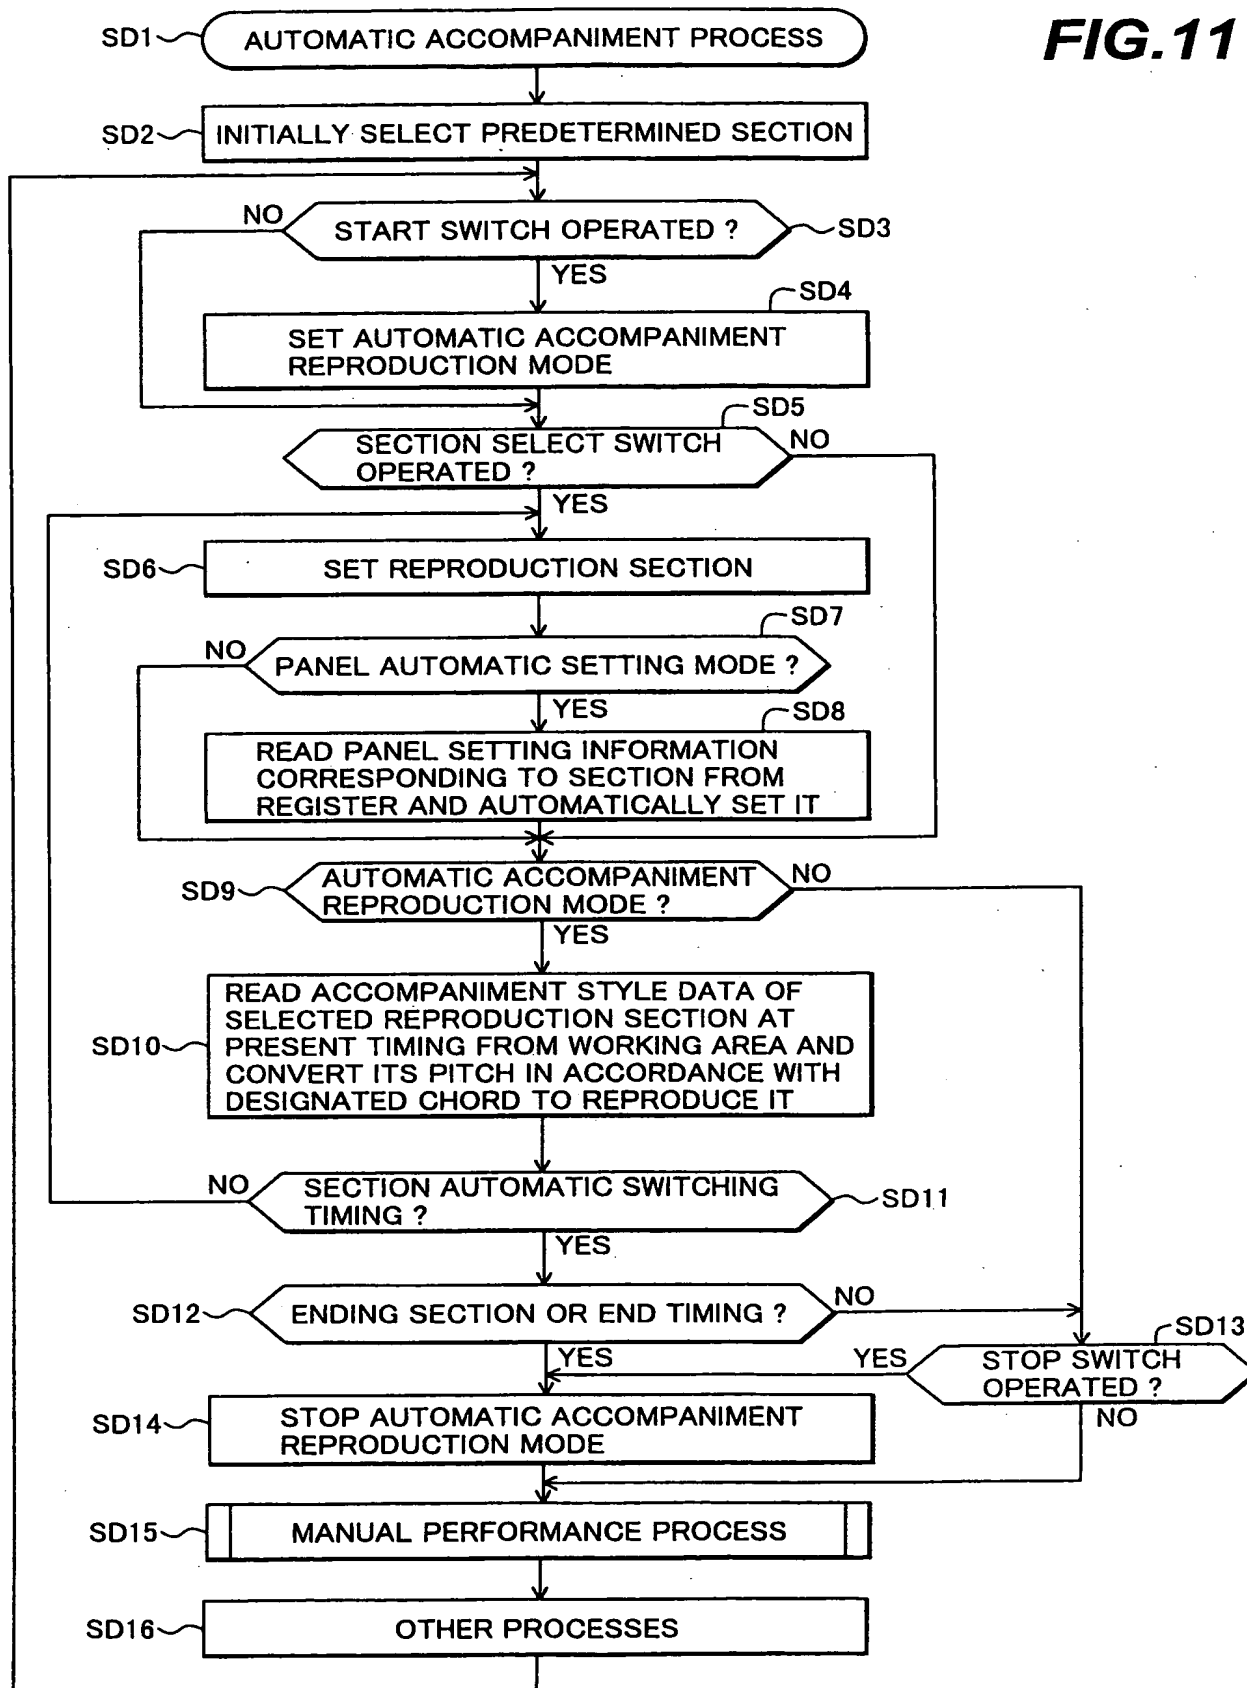 FIG.11
SD1
AUTOMATIC ACCOMPANIMENT PROCESS
SD2
INITIALLY SELECT PREDETERMINED SECTION
NO
START SWITCH OPERATED ?
SD3
YES
SD4
SET AUTOMATIC ACCOMPANIMENT
REPRODUCTION MODE
SD5
SECTION SELECT SWITCH
OPERATED ?
NO
YES
SD6
SET REPRODUCTION SECTION
SD7
NO
PANEL AUTOMATIC SETTING MODE ?
YES
SD8
READ PANEL SETTING INFORMATION
CORRESPONDING TO SECTION FROM
REGISTER AND AUTOMATICALLY SET IT
SD9
AUTOMATIC ACCOMPANIMENT
REPRODUCTION MODE ?
NO
YES
SD10
READ ACCOMPANIMENT STYLE DATA OF
SELECTED REPRODUCTION SECTION AT
PRESENT TIMING FROM WORKING AREA AND
CONVERT ITS PITCH IN ACCORDANCE WITH
DESIGNATED CHORD TO REPRODUCE IT
NO
SECTION AUTOMATIC SWITCHING
TIMING ?
SD11
YES
SD12
ENDING SECTION OR END TIMING ?
NO
SD13
YES
YES
STOP SWITCH
OPERATED ?
NO
SD14
STOP AUTOMATIC ACCOMPANIMENT
REPRODUCTION MODE
SD15
MANUAL PERFORMANCE PROCESS
SD16
OTHER PROCESSES